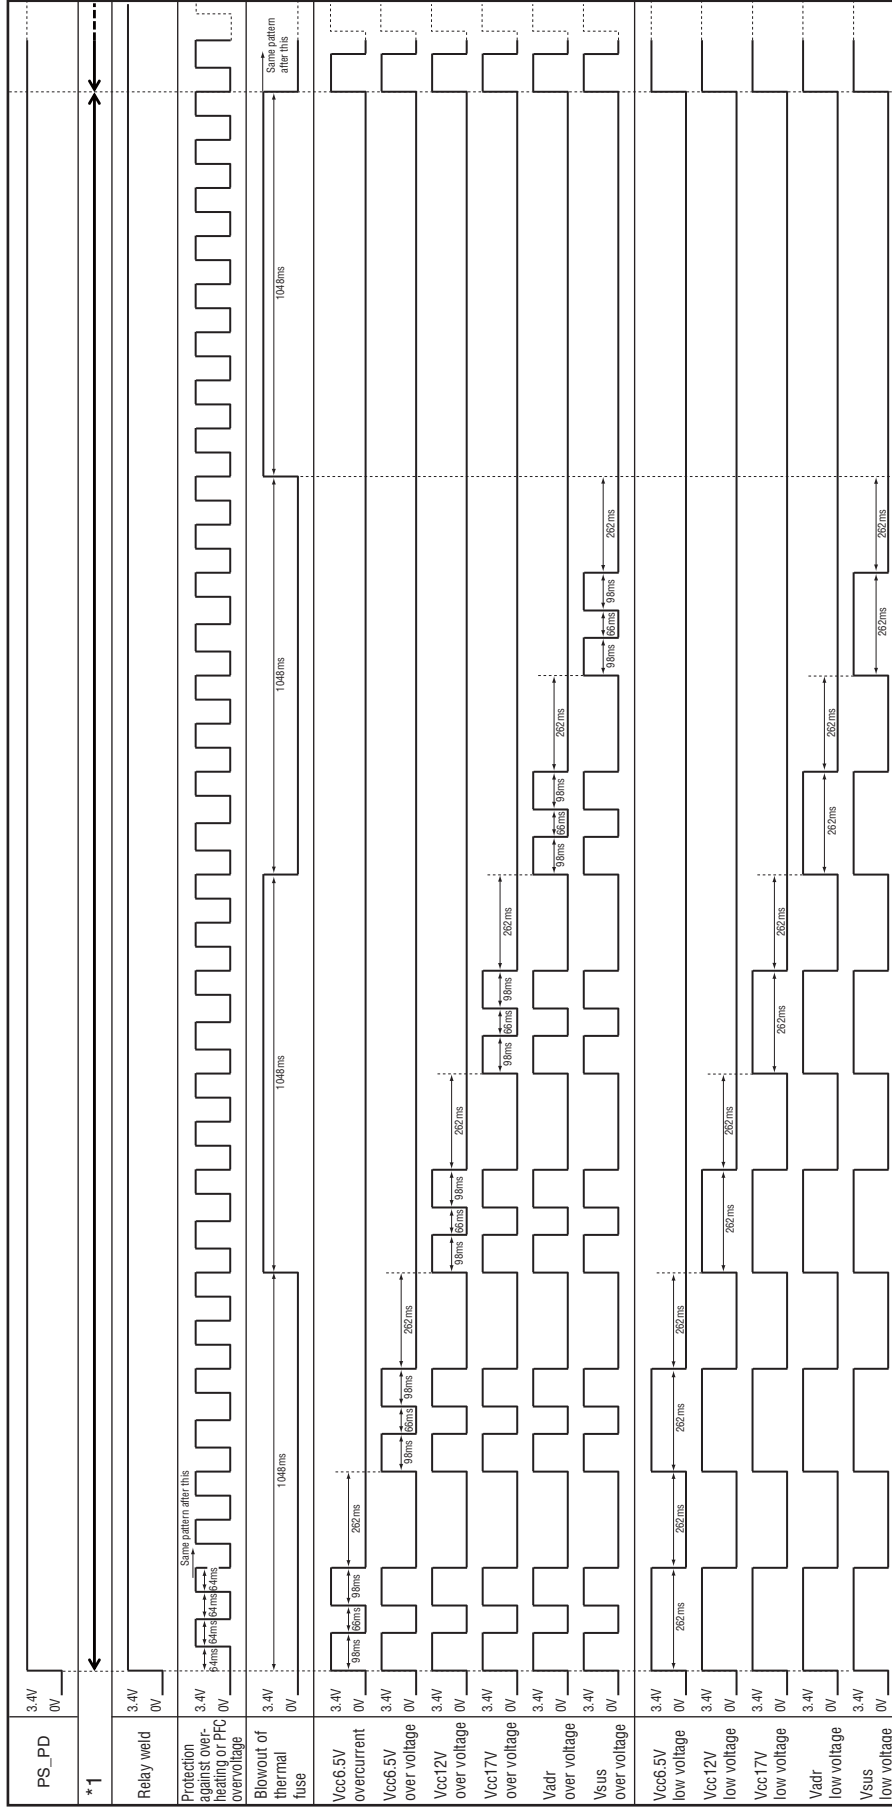 PS_PD
3.4V
0V
*1
Relay weld
3.4V
0V
Protection
against over-
heating or PFC
overvoltage
3.4V
0V
64ms
64ms
64ms
64ms
Same pattern after this
Blowout of
thermal
fuse
3.4V
0V
1048ms
1048ms
1048ms
1048ms
Same pattern
after this
Vcc6.5V
overcurrent
3.4V
0V
98ms
66ms
98ms
262ms
Vcc6.5V
over voltage
3.4V
0V
98ms
66ms
98ms
262ms
Vcc12V
over voltage
3.4V
0V
98ms
66ms
98ms
262ms
Vcc17V
over voltage
3.4V
0V
98ms
66ms
98ms
262ms
Vadr
over voltage
3.4V
0V
98ms
66ms
98ms
262ms
Vsus
over voltage
3.4V
0V
98ms
66ms
98ms
262ms
Vcc6.5V
low voltage
3.4V
0V
262ms
262ms
262ms
262ms
Vcc12V
low voltage
3.4V
0V
262ms
262ms
Vcc17V
low voltage
3.4V
0V
262ms
262ms
Vadr
low voltage
3.4V
0V
262ms
262ms
Vsus
low voltage
3.4V
0V
262ms
262ms